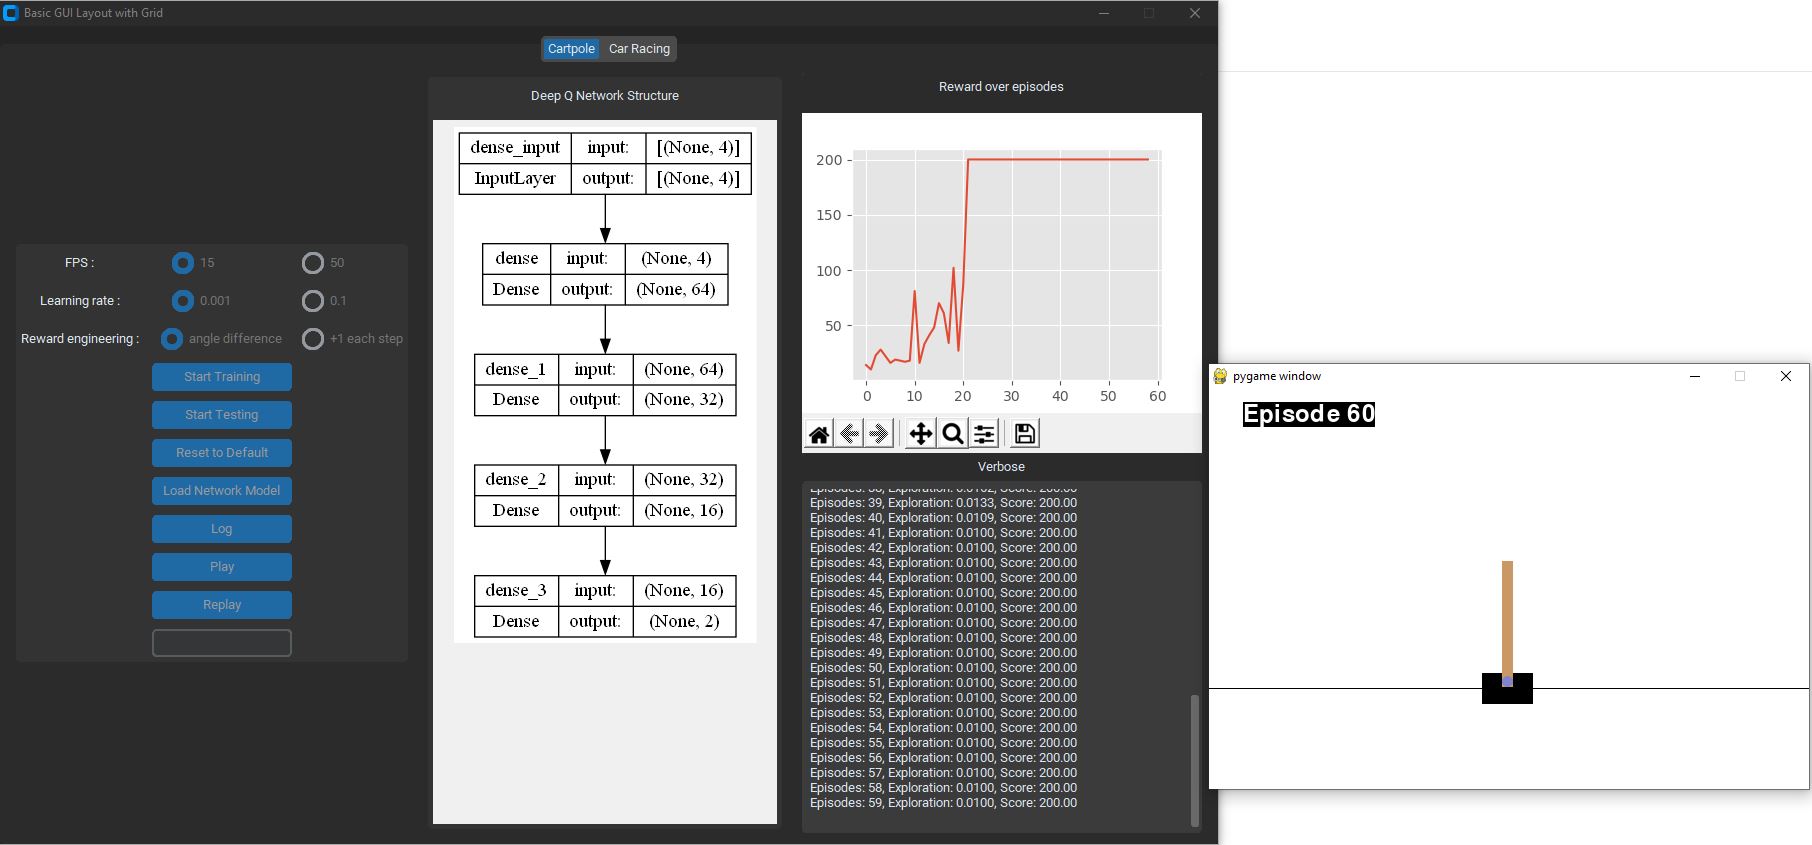 Basic GUI Layout with Grid
Cartpole Car Racing
FPS : 15 50
Learning rate : 0.001 0.1
Reward engineering : angle difference +1 each step
Start Training
Start Testing
Reset to Default
Load Network Model
Log
Play
Replay
Deep Q Network Structure
dense_input input: [(None, 4)]
InputLayer output: [(None, 4)]
dense input: (None, 4)
Dense output: (None, 64)
dense_1 input: (None, 64)
Dense output: (None, 32)
dense_2 input: (None, 32)
Dense output: (None, 16)
dense_3 input: (None, 16)
Dense output: (None, 2)
Reward over episodes
200
150
100
50
0 10 20 30 40 50 60
Verbose
Episodes: 38, Exploration: 0.0162, Score: 200.00
Episodes: 39, Exploration: 0.0133, Score: 200.00
Episodes: 40, Exploration: 0.0109, Score: 200.00
Episodes: 41, Exploration: 0.0100, Score: 200.00
Episodes: 42, Exploration: 0.0100, Score: 200.00
Episodes: 43, Exploration: 0.0100, Score: 200.00
Episodes: 44, Exploration: 0.0100, Score: 200.00
Episodes: 45, Exploration: 0.0100, Score: 200.00
Episodes: 46, Exploration: 0.0100, Score: 200.00
Episodes: 47, Exploration: 0.0100, Score: 200.00
Episodes: 48, Exploration: 0.0100, Score: 200.00
Episodes: 49, Exploration: 0.0100, Score: 200.00
Episodes: 50, Exploration: 0.0100, Score: 200.00
Episodes: 51, Exploration: 0.0100, Score: 200.00
Episodes: 52, Exploration: 0.0100, Score: 200.00
Episodes: 53, Exploration: 0.0100, Score: 200.00
Episodes: 54, Exploration: 0.0100, Score: 200.00
Episodes: 55, Exploration: 0.0100, Score: 200.00
Episodes: 56, Exploration: 0.0100, Score: 200.00
Episodes: 57, Exploration: 0.0100, Score: 200.00
Episodes: 58, Exploration: 0.0100, Score: 200.00
Episodes: 59, Exploration: 0.0100, Score: 200.00
pygame window
Episode 60